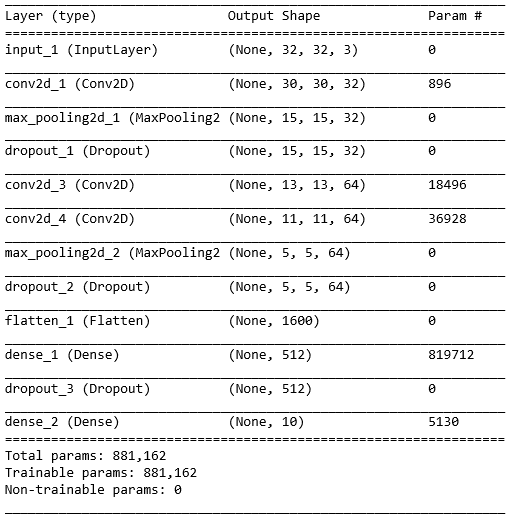 Layer (type) Output Shape Param #
input_1 (InputLayer) (None, 32, 32, 3) 0
conv2d_1 (Conv2D) (None, 30, 30, 32) 896
max_pooling2d_1 (MaxPooling2 (None, 15, 15, 32) 0
dropout_1 (Dropout) (None, 15, 15, 32) 0
conv2d_3 (Conv2D) (None, 13, 13, 64) 18496
conv2d_4 (Conv2D) (None, 11, 11, 64) 36928
max_pooling2d_2 (MaxPooling2 (None, 5, 5, 64) 0
dropout_2 (Dropout) (None, 5, 5, 64) 0
flatten_1 (Flatten) (None, 1600) 0
dense_1 (Dense) (None, 512) 819712
dropout_3 (Dropout) (None, 512) 0
dense_2 (Dense) (None, 10) 5130
Total params: 881,162
Trainable params: 881,162
Non-trainable params: 0